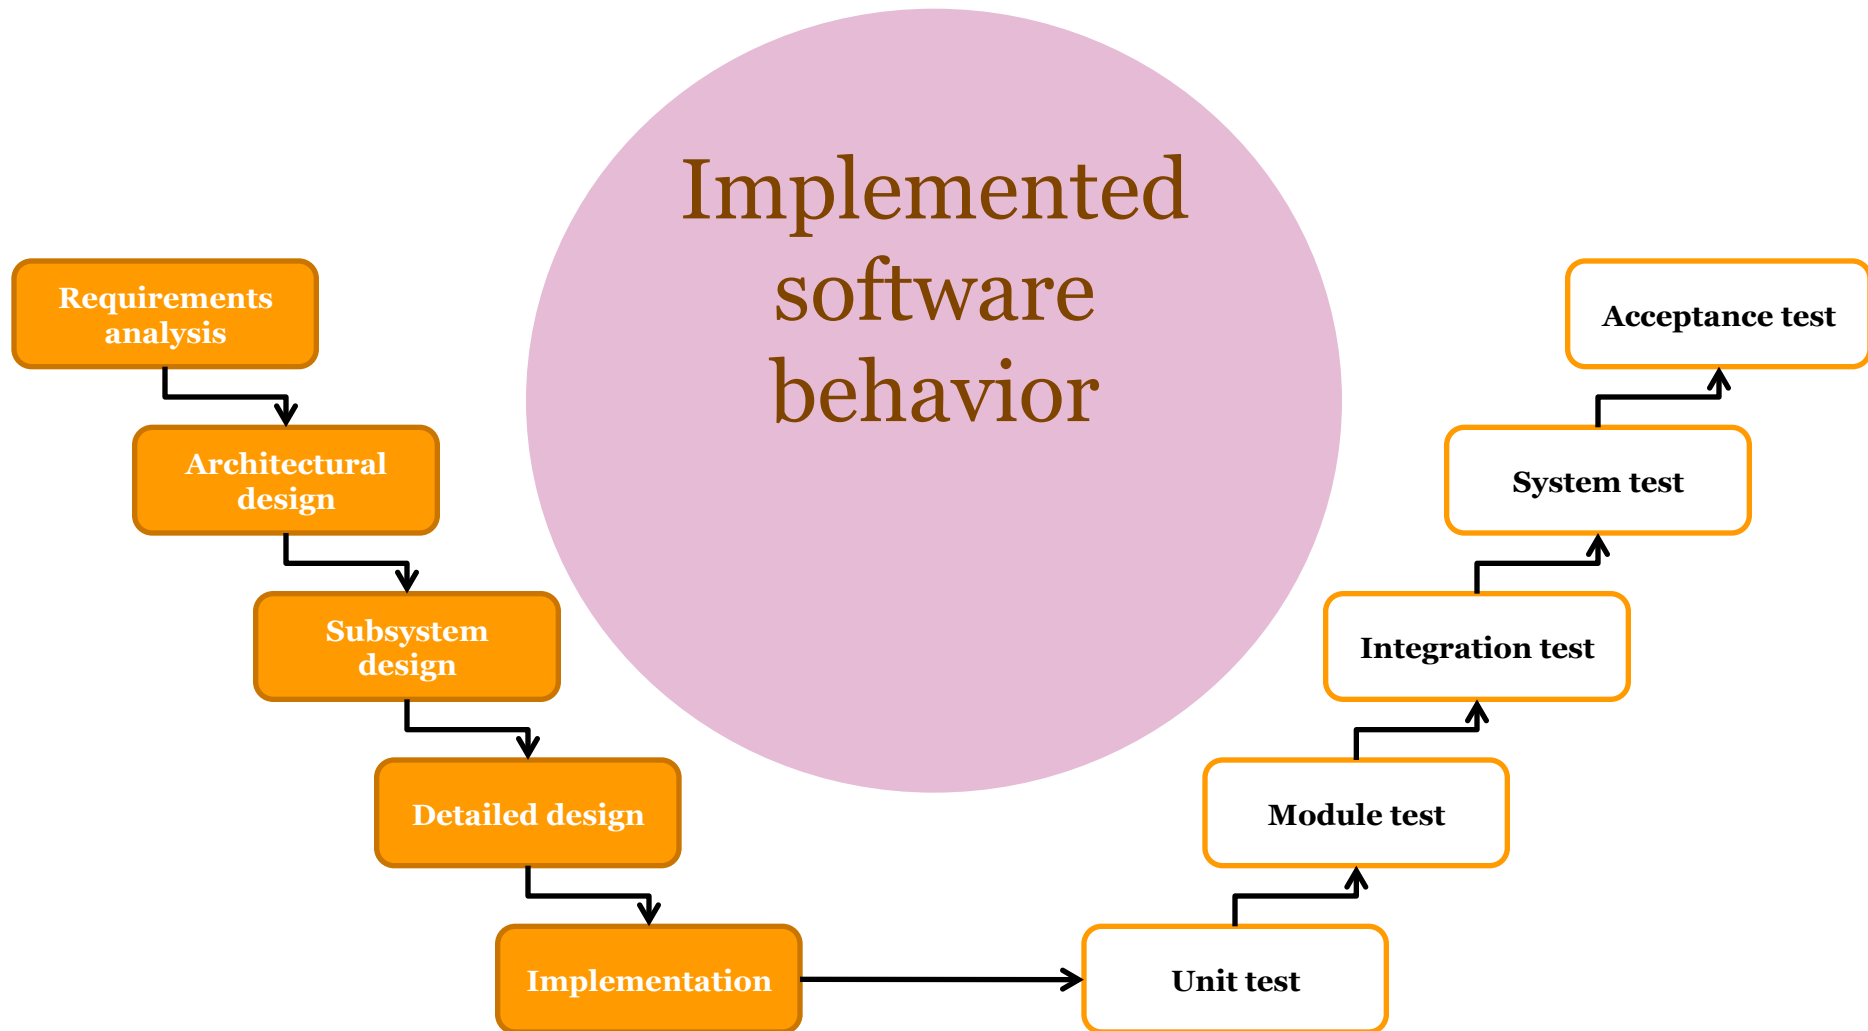 Implemented
software
behavior
Requirements
analysis
Architectural
design
Subsystem
design
Detailed design
Implementation
Unit test
Module test
Integration test
System test
Acceptance test